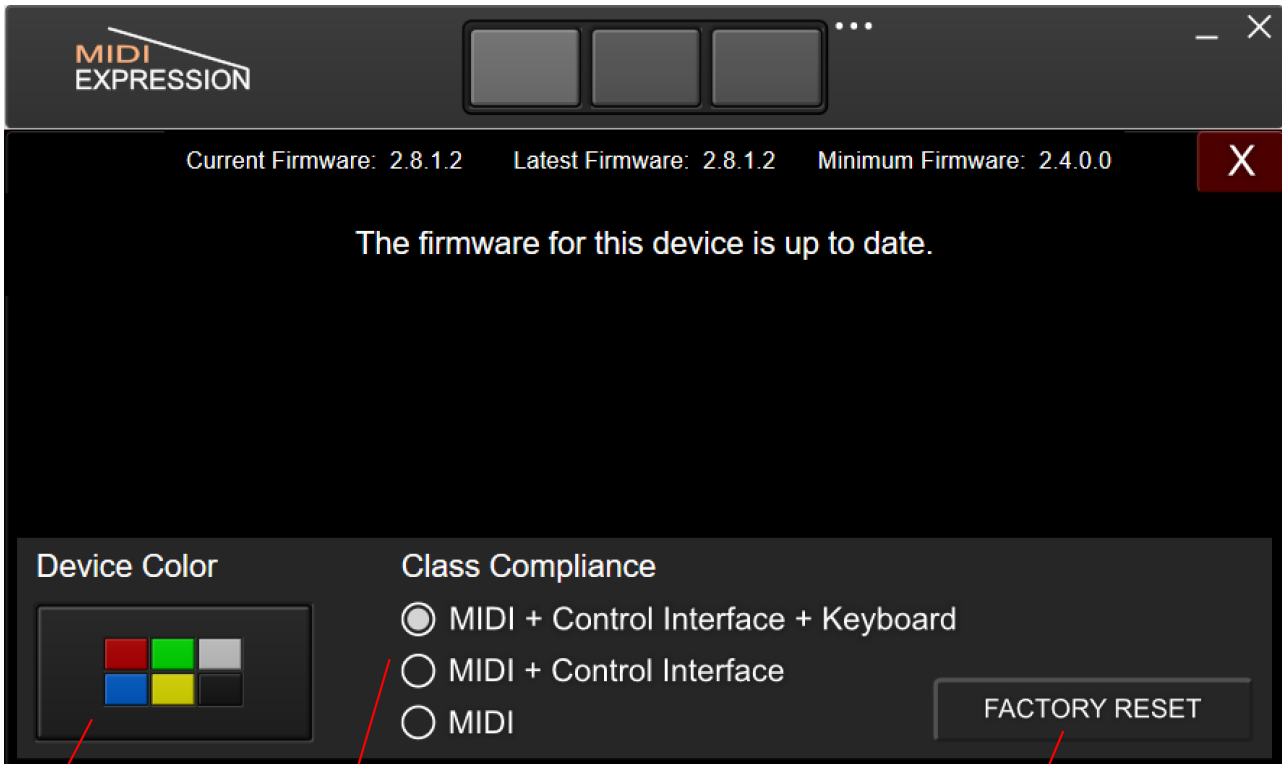 MIDI
EXPRESSION
Current Firmware: 2.8.1.2 Latest Firmware: 2.8.1.2 Minimum Firmware: 2.4.0.0 X
The firmware for this device is up to date.
Device Color
Class Compliance
MIDI + Control Interface + Keyboard
MIDI + Control Interface
MIDI
FACTORY RESET